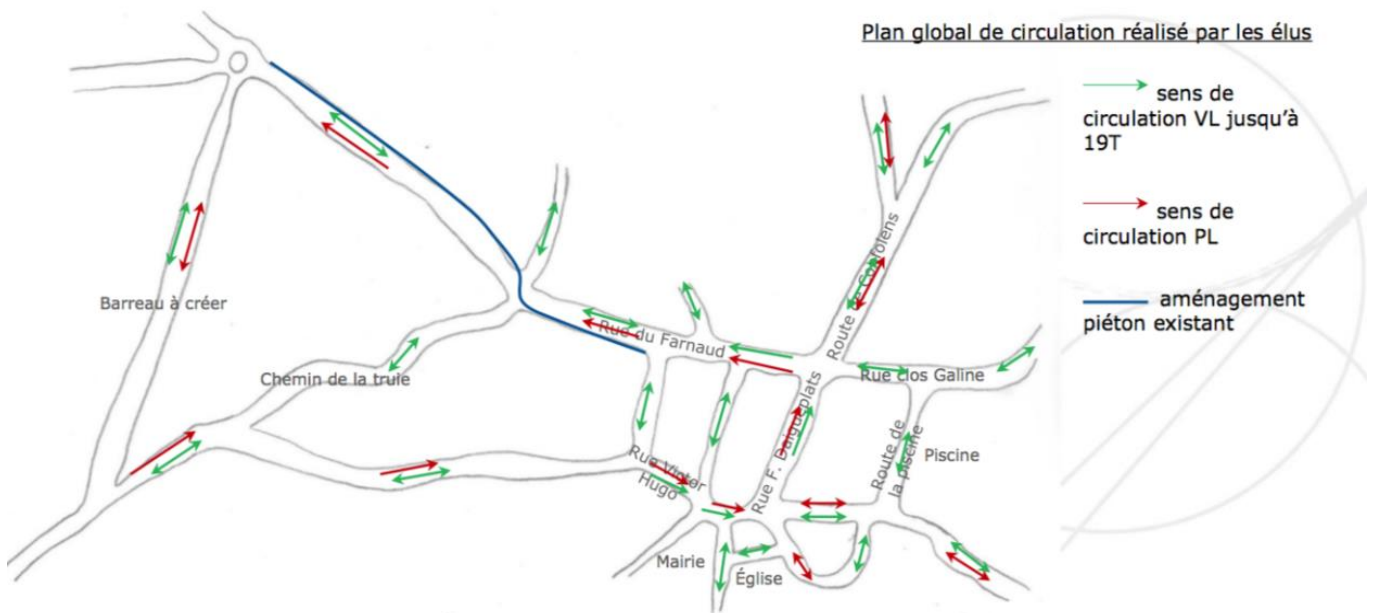 Plan global de circulation réalisé par les élus
sens de
circulation VL jusqu'à
19T
sens de
circulation PL
aménagement
piéton existant
Barreau à créer
Chemin de la truie
Rue du Farnaud
Route de Confolens
Rue clos Galine
Rue F. Daigueplats
Route de
la piscine
Piscine
Rue Victor
Hugo
Mairie
Église